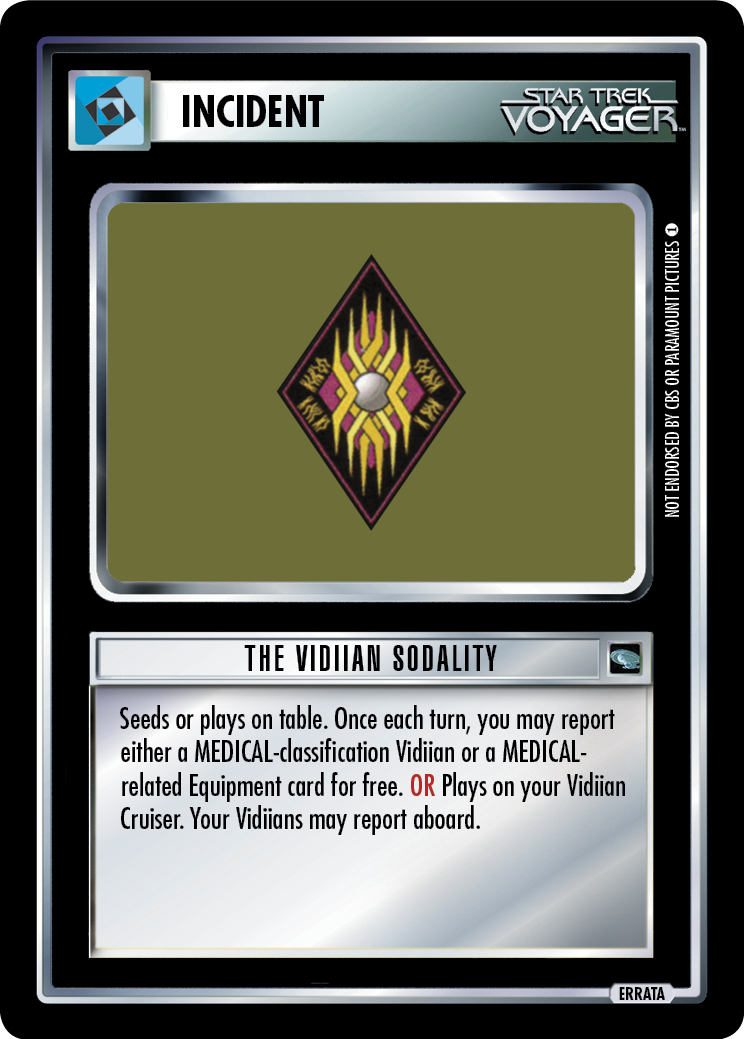 INCIDENT
STAR TREK
VOYAGER™
NOT ENDORSED BY CBS OR PARAMOUNT PICTURES 1
THE VIDIIAN SODALITY
Seeds or plays on table. Once each turn, you may report
either a MEDICAL-classification Vidiian or a MEDICAL-
related Equipment card for free. OR Plays on your Vidiian
Cruiser. Your Vidiians may report aboard.
ERRATA